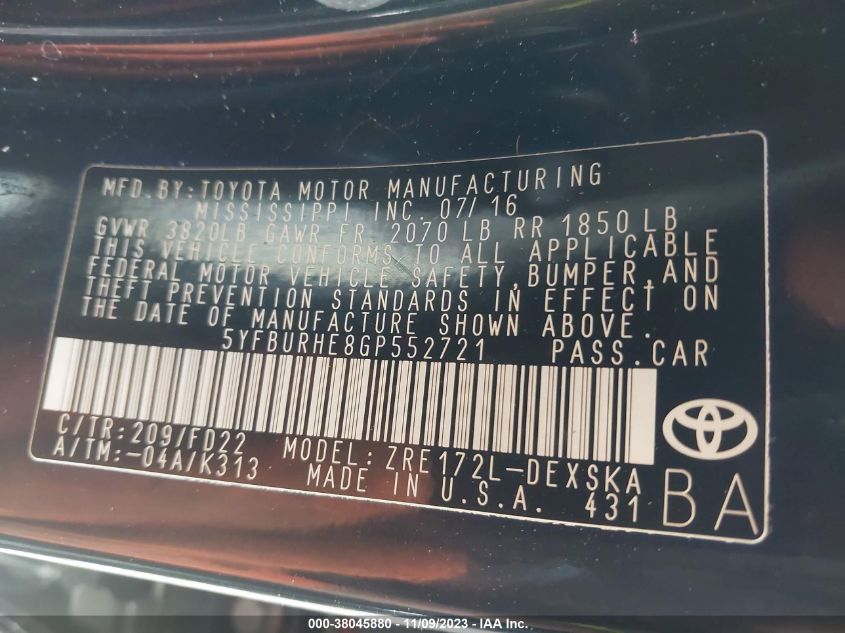 MFD. BY: TOYOTA MOTOR MANUFACTURING
MISSISSIPPI INC. 07/16
GVWR 3820LB GAWR FR 2070 LB RR 1850 LB
THIS VEHICLE CONFORMS TO ALL APPLICABLE
FEDERAL MOTOR VEHICLE SAFETY, BUMPER, AND
THEFT PREVENTION STANDARDS IN EFFECT ON
THE DATE OF MANUFACTURE SHOWN ABOVE.
5YFBURHE8GP552721 PASS. CAR
C/TR: 209/FD22 MODEL: ZRE172L-DEXSKA
A/TM: -04A/K313 MADE IN U.S.A. 431
BA
000-38045880 - 11/09/2023 - IAA Inc.